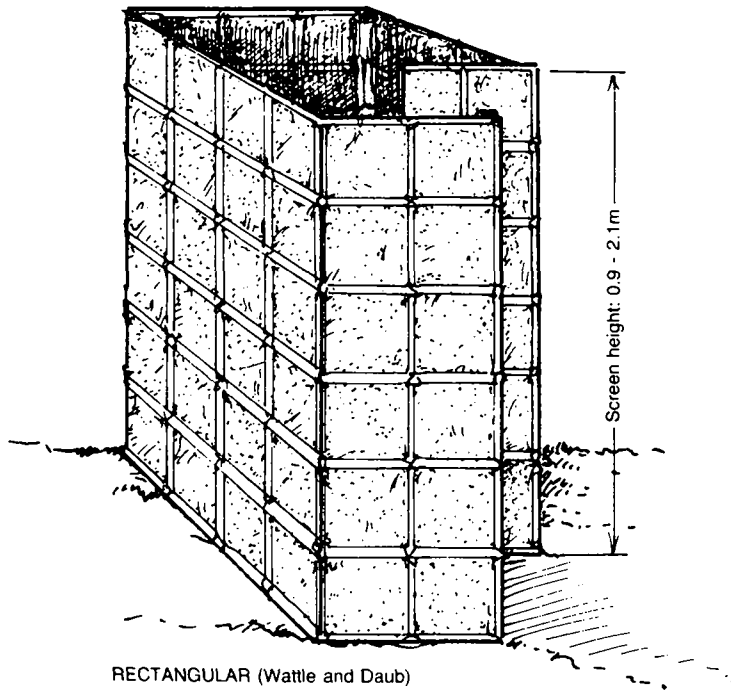 Screen height: 0.9 - 2.1m
RECTANGULAR (Wattle and Daub)